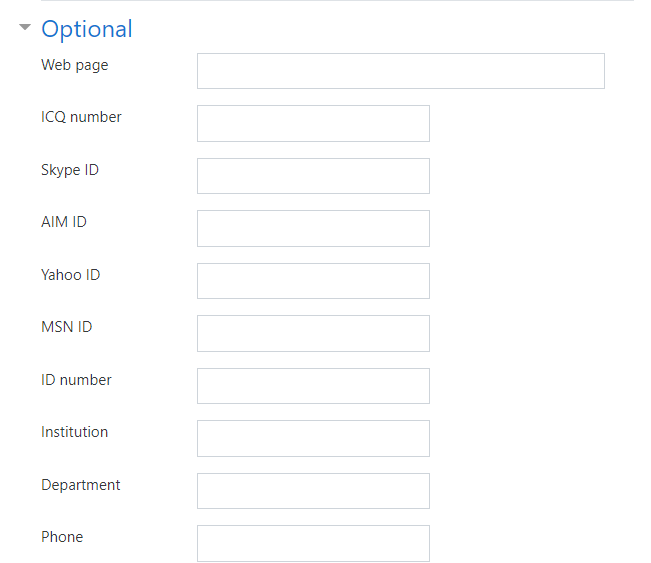 Optional
Web page
ICQ number
Skype ID
AIM ID
Yahoo ID
MSN ID
ID number
Institution
Department
Phone